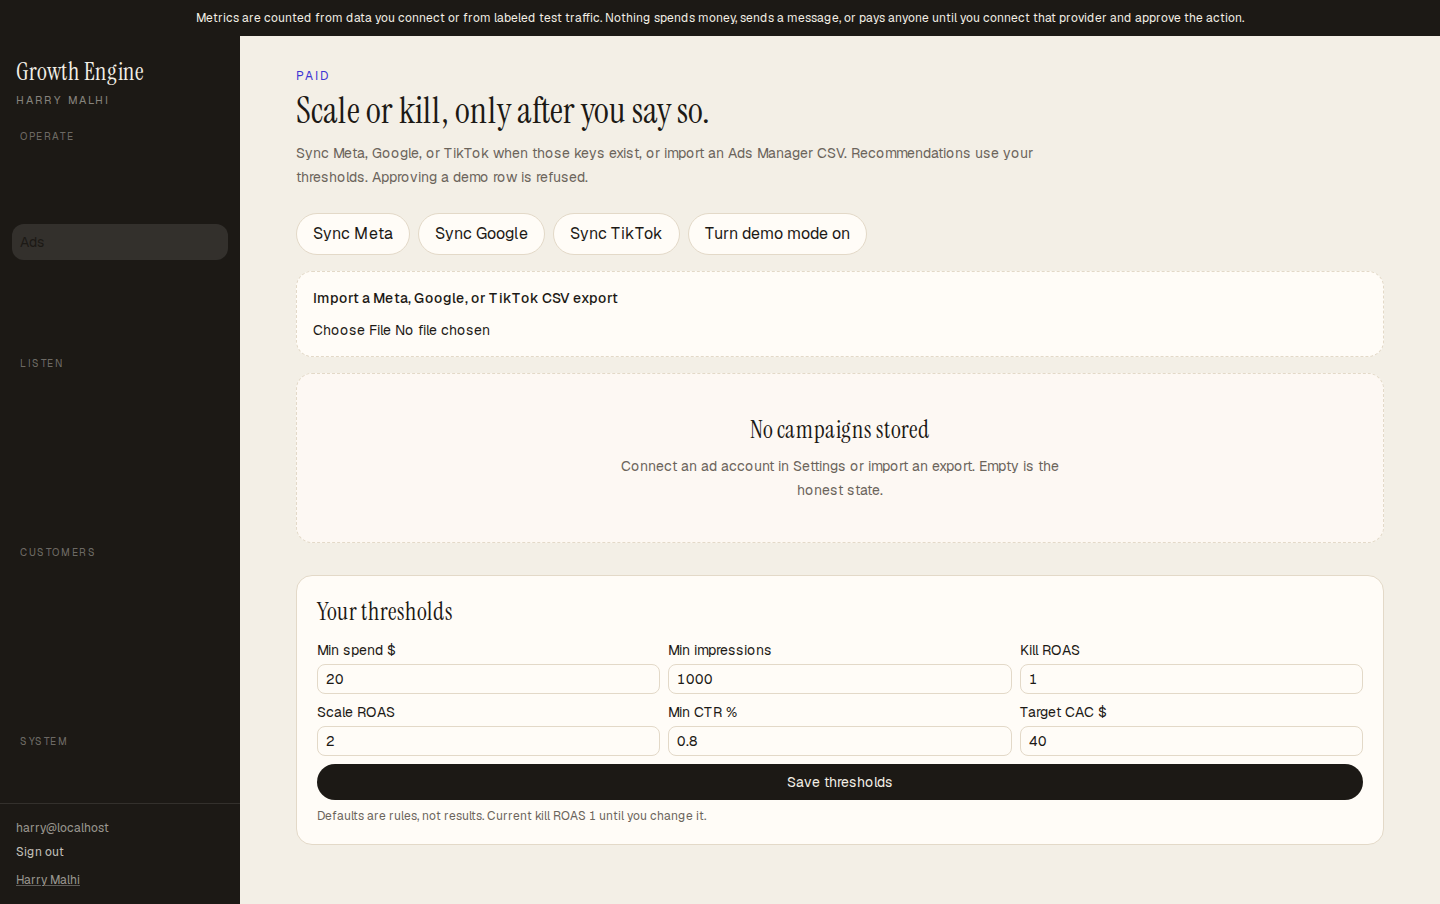 Metrics are counted from data you connect or from labeled test traffic. Nothing spends money, sends a message, or pays anyone until you connect that provider and approve the action.
Growth Engine
HARRY MALHI
OPERATE
Ads
LISTEN
CUSTOMERS
SYSTEM
harry@localhost
Sign out
Harry Malhi
PAID
Scale or kill, only after you say so.
Sync Meta, Google, or TikTok when those keys exist, or import an Ads Manager CSV. Recommendations use your
thresholds. Approving a demo row is refused.
Sync Meta
Sync Google
Sync TikTok
Turn demo mode on
Import a Meta, Google, or TikTok CSV export
Choose File No file chosen
No campaigns stored
Connect an ad account in Settings or import an export. Empty is the
honest state.
Your thresholds
Min spend $
Min impressions
Kill ROAS
20
1000
1
Scale ROAS
Min CTR %
Target CAC $
2
0.8
40
Save thresholds
Defaults are rules, not results. Current kill ROAS 1 until you change it.